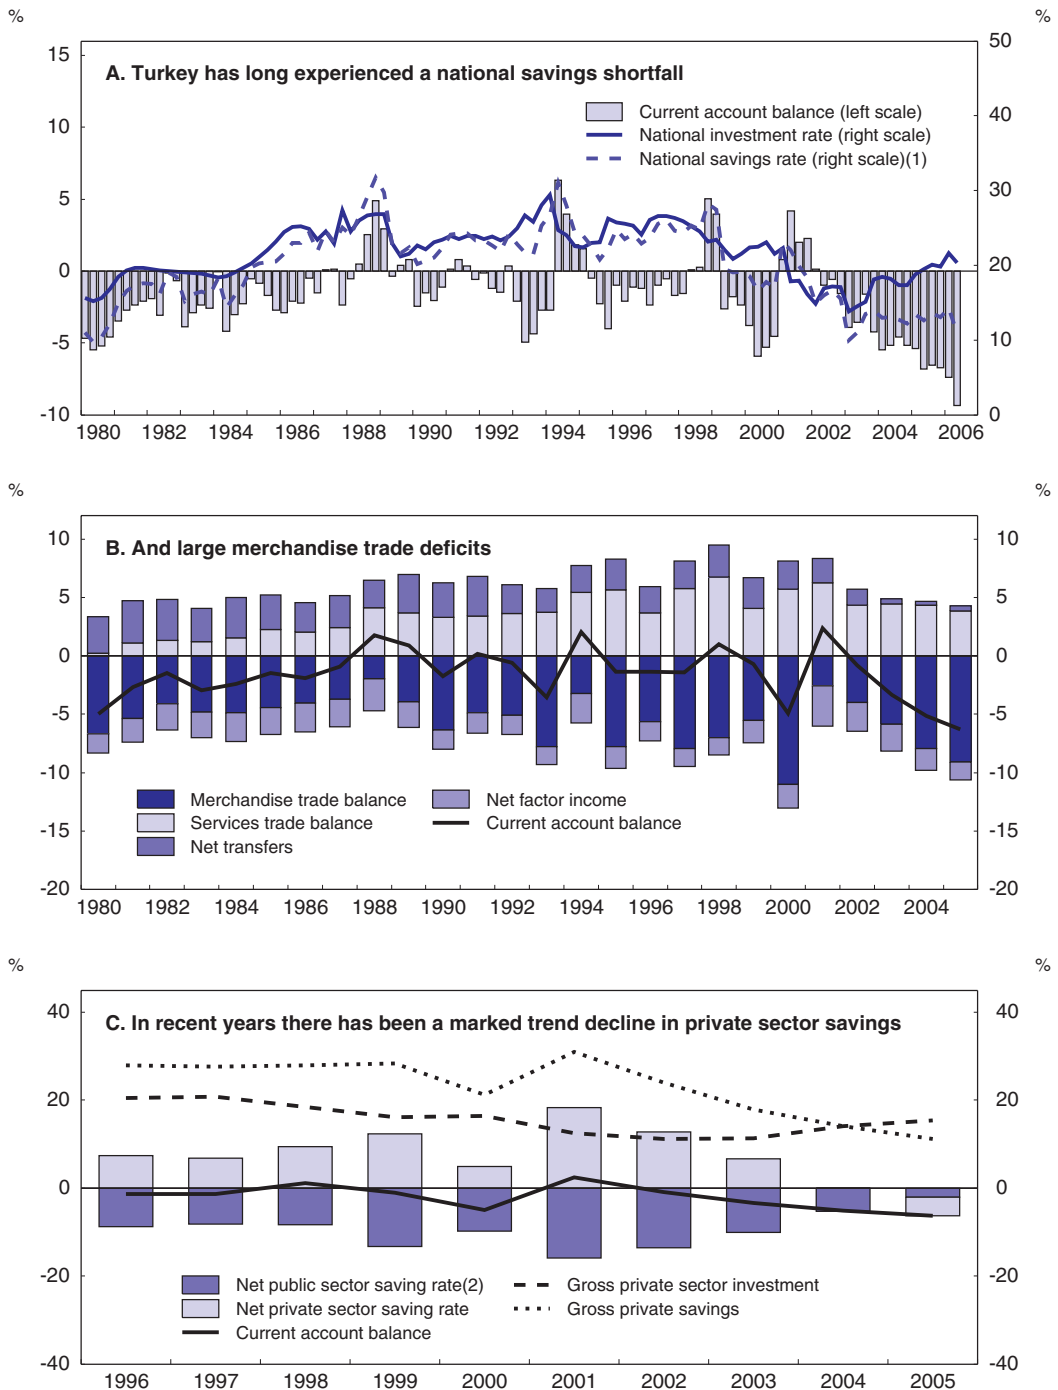 % %
A. Turkey has long experienced a national savings shortfall
Current account balance (left scale)
National investment rate (right scale)
National savings rate (right scale)(1)
15 10 5 0 -5 -10
50 40 30 20 10 0
1980 1982 1984 1986 1988 1990 1992 1994 1996 1998 2000 2002 2004 2006
% %
B. And large merchandise trade deficits
10 5 0 -5 -10 -15 -20
10 5 0 -5 -10 -15 -20
Merchandise trade balance
Services trade balance
Net transfers
Net factor income
Current account balance
1980 1982 1984 1986 1988 1990 1992 1994 1996 1998 2000 2002 2004
% %
C. In recent years there has been a marked trend decline in private sector savings
40 20 0 -20 -40
40 20 0 -20 -40
Net public sector saving rate(2)
Net private sector saving rate
Current account balance
Gross private sector investment
Gross private savings
1996 1997 1998 1999 2000 2001 2002 2003 2004 2005